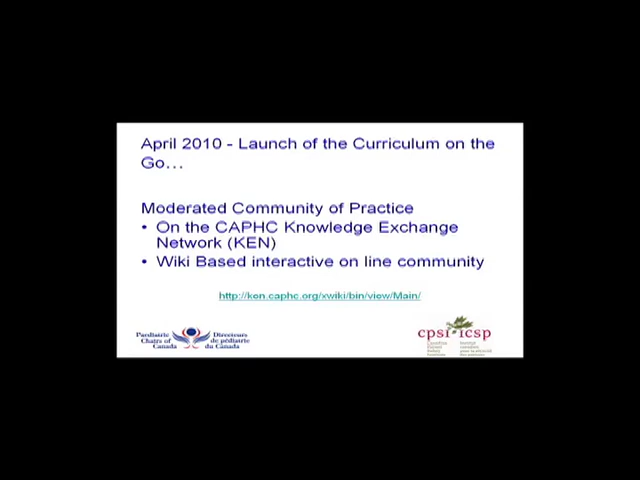 April 2010 - Launch of the Curriculum on the
Go...
Moderated Community of Practice
• On the CAPHC Knowledge Exchange
Network (KEN)
• Wiki Based interactive on line community
http://ken.caphc.org/xwiki/bin/view/Main/
Paediatric
Chairs of
Canada
Directeurs
de pédiatrie
du Canada
cpsi icsp